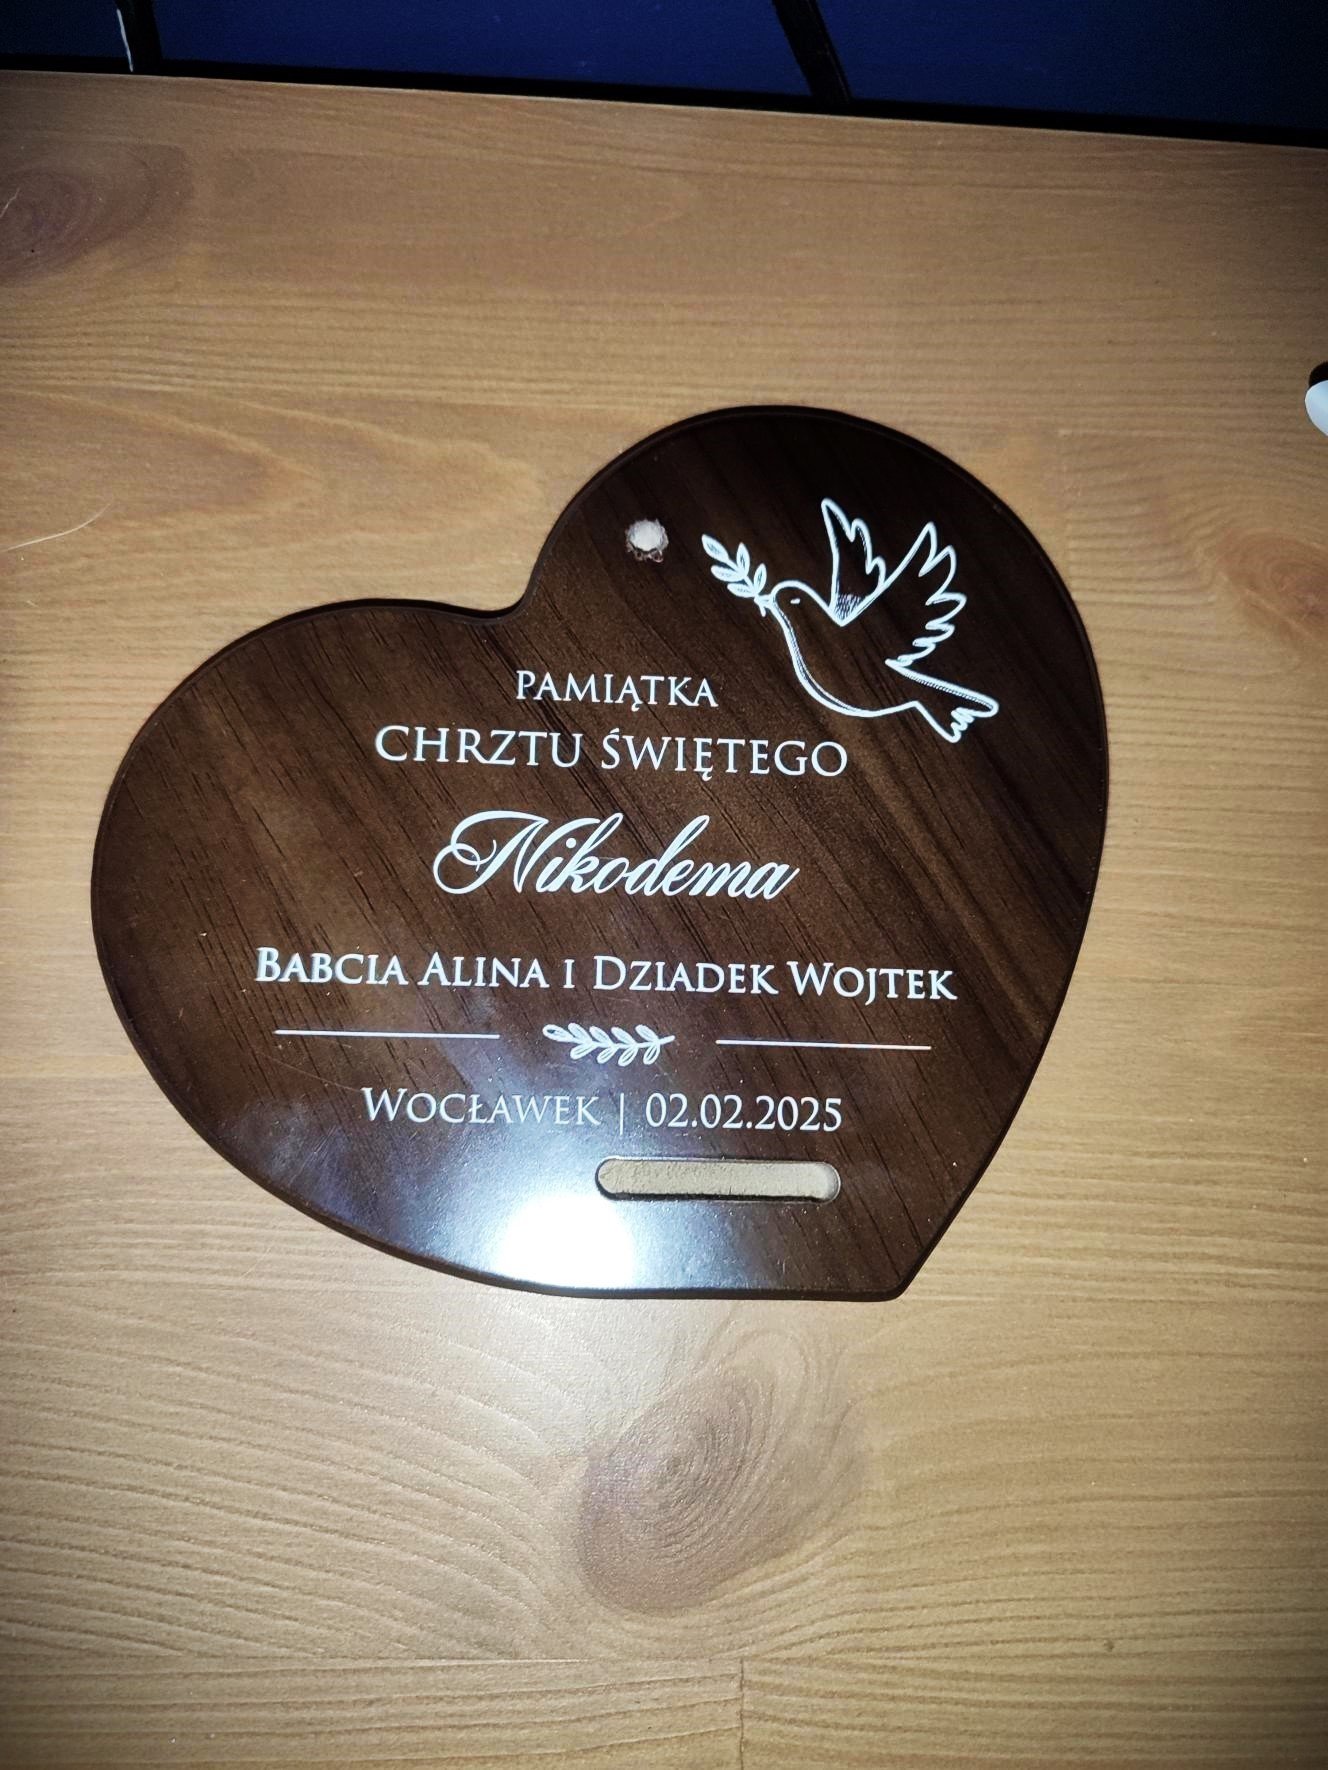 PAMIĄTKA
CHRZTU ŚWIĘTEGO
Nikodema
BABCIA ALINA I DZIADEK WOJTEK
WOCŁAWEK | 02.02.2025